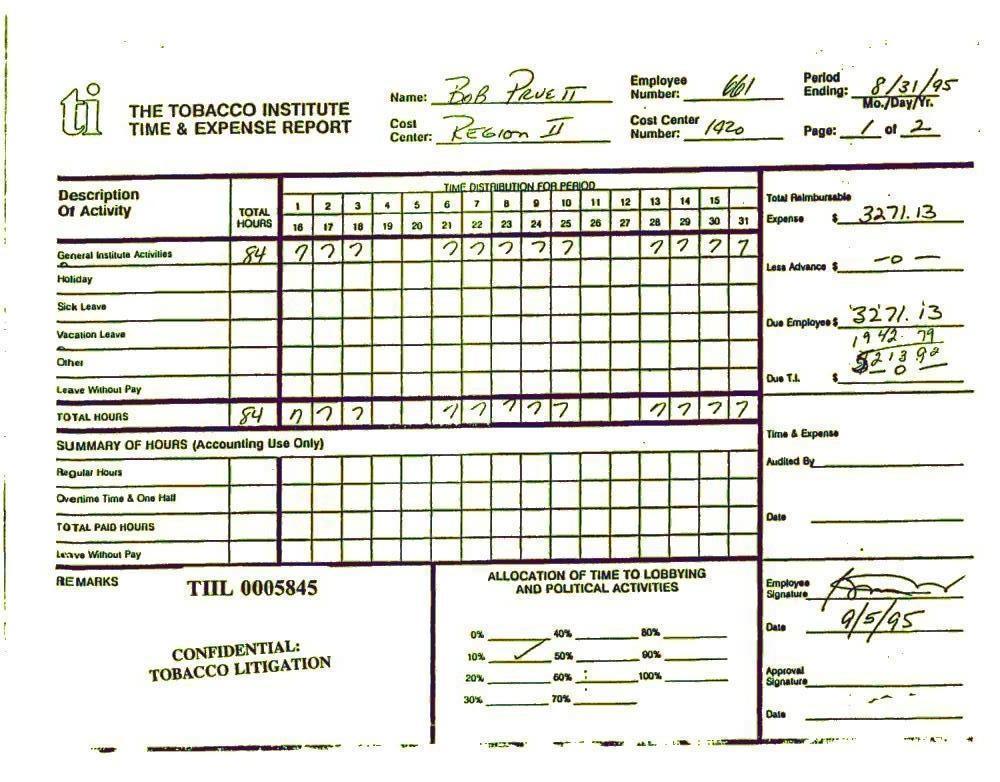 ti
THE TOBACCO INSTITUTE
TIME & EXPENSE REPORT
Name: BOB PRUETT
Cost
Center: REGION II
Employee
Number: 661
Cost Center
Number: 1420
Period
Ending: 8/31/95
Mo./Day/Yr.
Page: 1 of 2
Description
Of Activity
TOTAL
HOURS
TIME DISTRIBUTION FOR PERIOD
1 2 3 4 5 6 7 8 9 10 11 12 13 14 15 .
16 17 18 19 20 21 22 23 24 25 26 27 28 29 30 31
General Institute Activities 84 7 7 7 7 7 7 7 7 7 7 7 7
Holiday
Sick Leave
Vacation Leave
Other
Leave Without Pay
TOTAL HOURS 84 7 7 7 7 7 7 7 7 7 7 7 7
SUMMARY OF HOURS (Accounting Use Only)
Regular Hours
Overtime Time & One Half
TOTAL PAID HOURS
Leave Without Pay
Total Reimbursable
Expense $ 3271.13
Less Advance $ -0-
Due Employee $ 3271.13
1942.79
5213.92
Due T.I. $ -0-
Time & Expense
Audited By
Date
Employee
Signature
Date 9/5/95
Approval
Signature
Date
REMARKS
TIIL 0005845
CONFIDENTIAL:
TOBACCO LITIGATION
ALLOCATION OF TIME TO LOBBYING
AND POLITICAL ACTIVITIES
0% 40% 80%
10% ✓ 50% 90%
20% 60% 100%
30% 70%